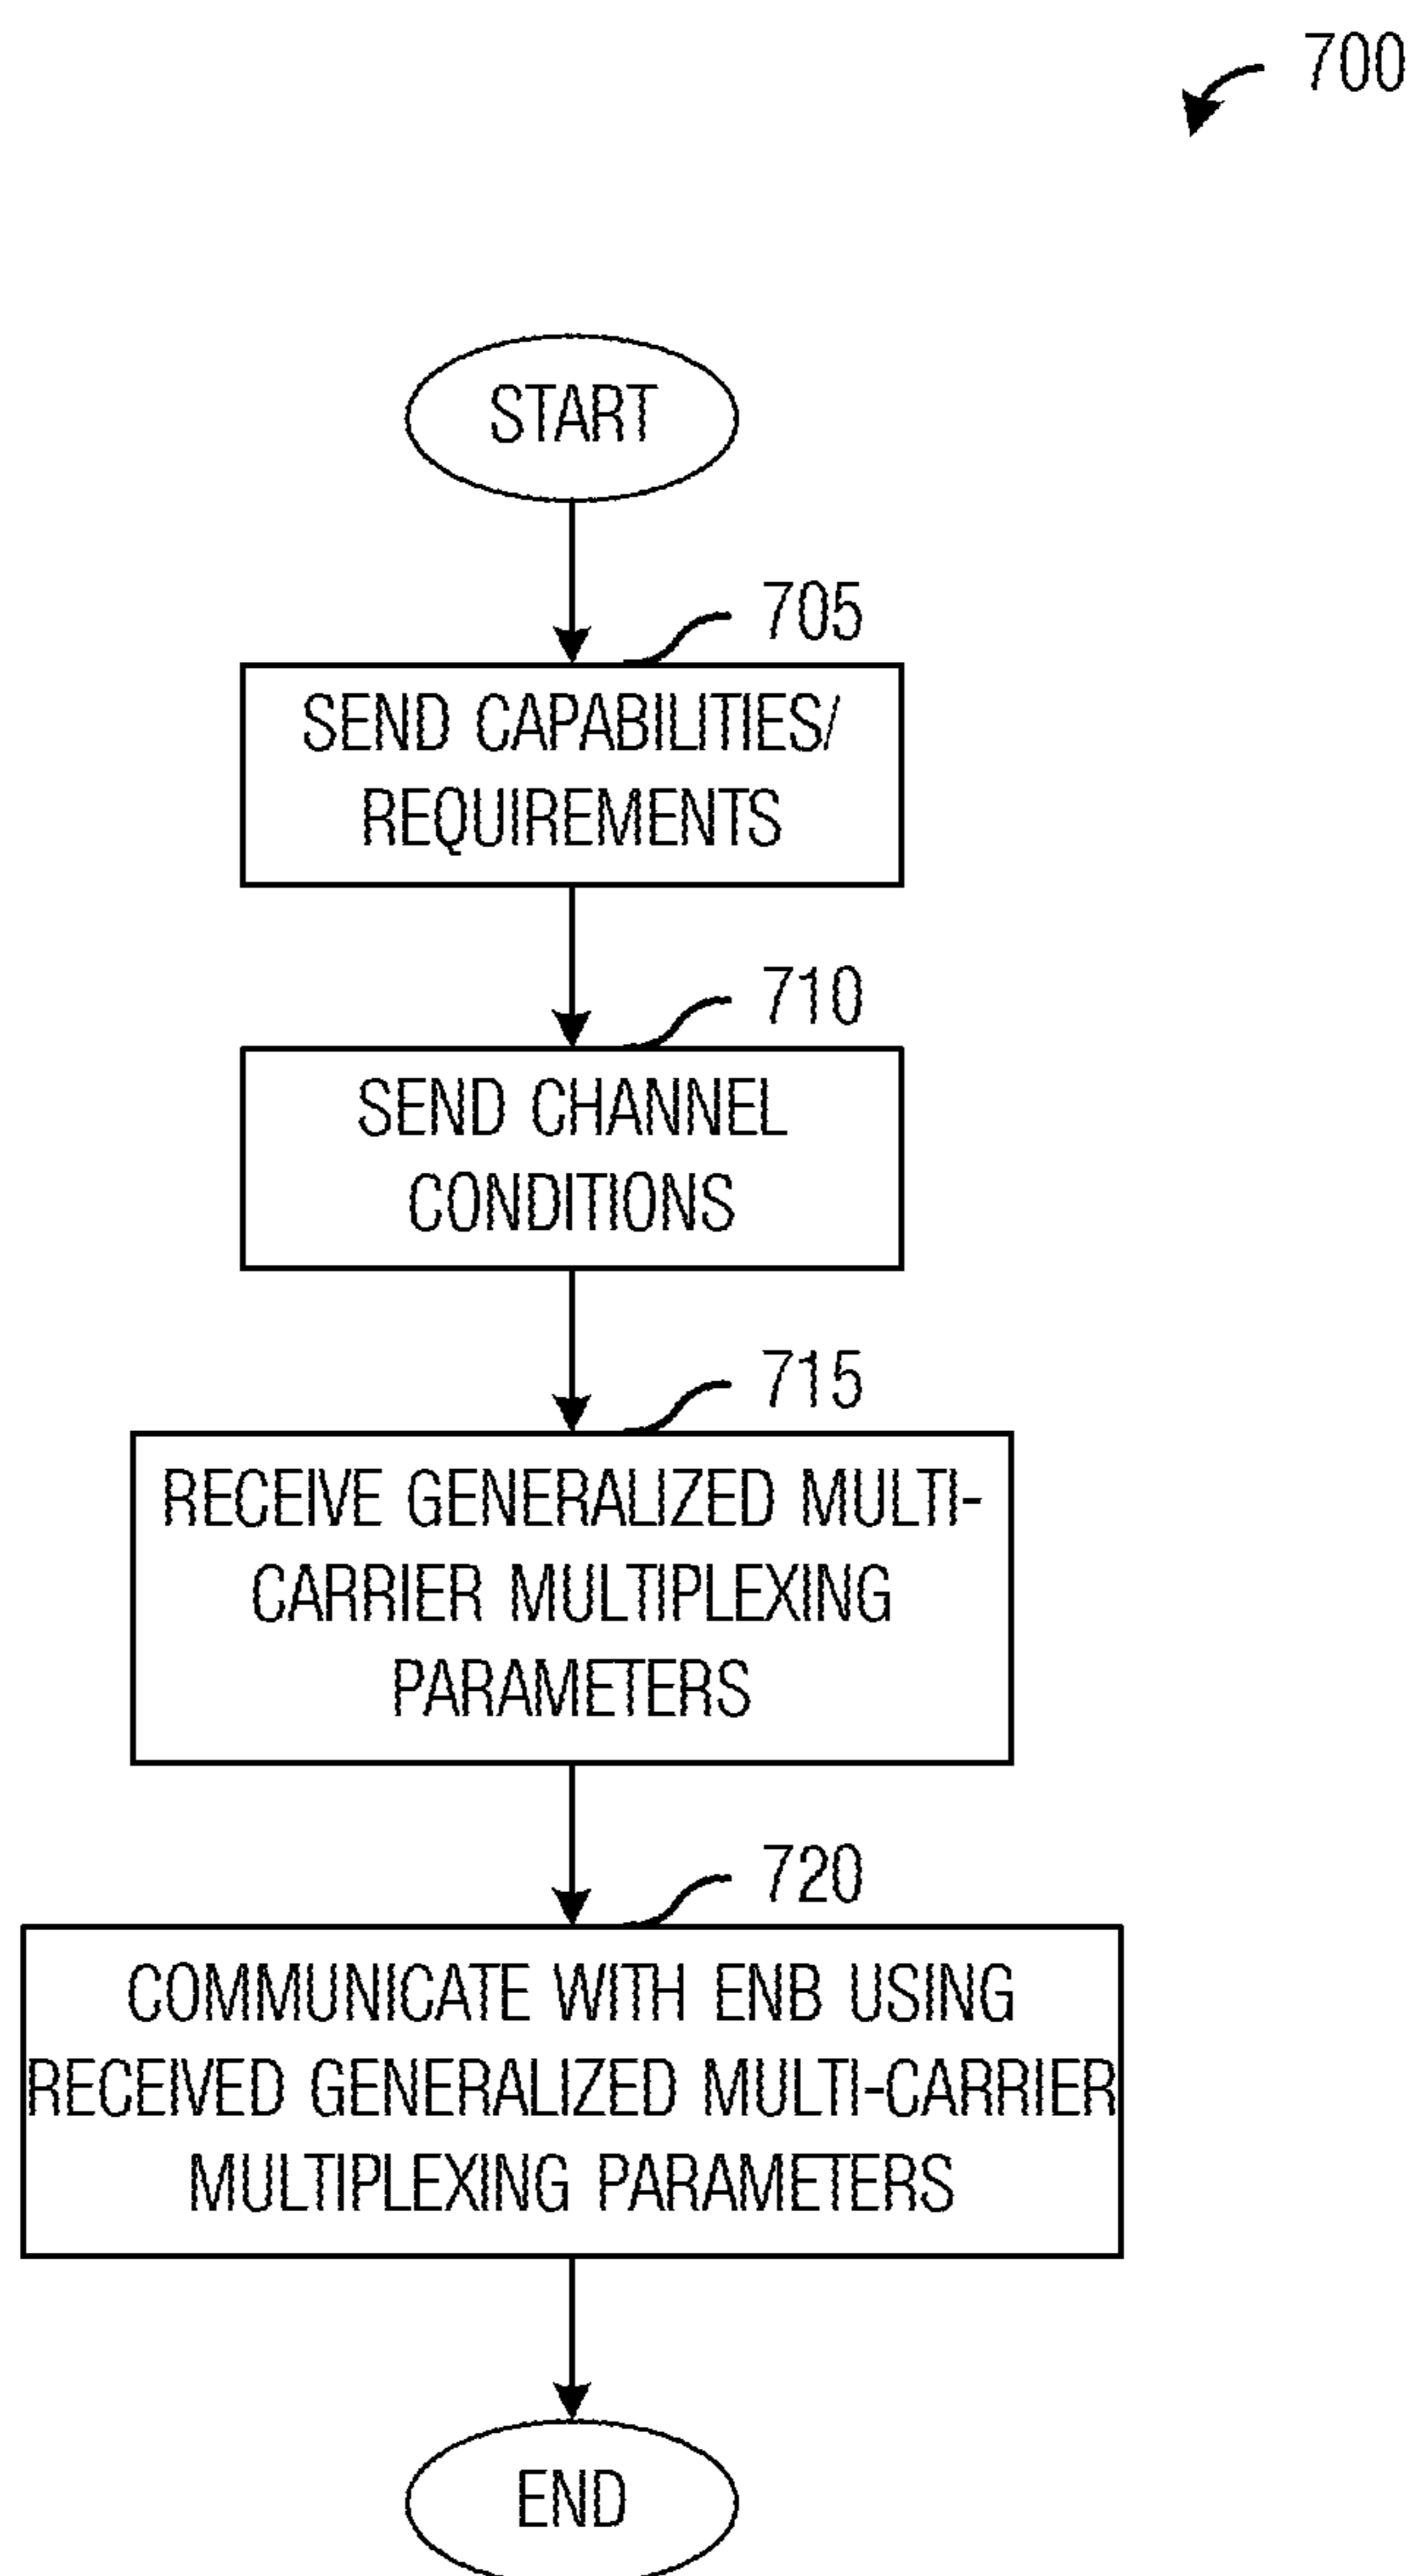 700
START
705
SEND CAPABILITIES/
REQUIREMENTS
710
SEND CHANNEL
CONDITIONS
715
RECEIVE GENERALIZED MULTI-
CARRIER MULTIPLEXING
PARAMETERS
720
COMMUNICATE WITH ENB USING
RECEIVED GENERALIZED MULTI-CARRIER
MULTIPLEXING PARAMETERS
END